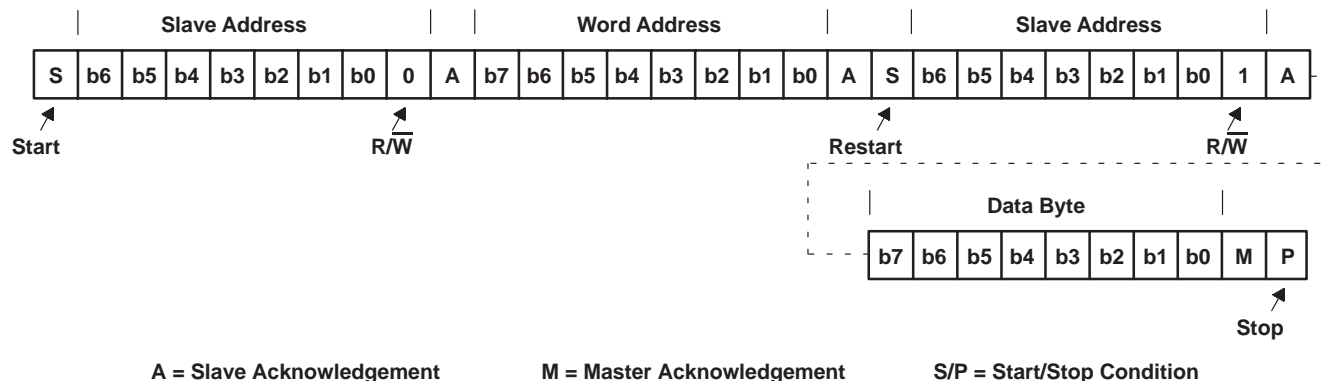 Slave Address Word Address Slave Address
S b6 b5 b4 b3 b2 b1 b0 0 A b7 b6 b5 b4 b3 b2 b1 b0 A S b6 b5 b4 b3 b2 b1 b0 1 A
Start R/W̅ Restart R/W̅
Data Byte
b7 b6 b5 b4 b3 b2 b1 b0 M P
Stop
A = Slave Acknowledgement M = Master Acknowledgement S/P = Start/Stop Condition